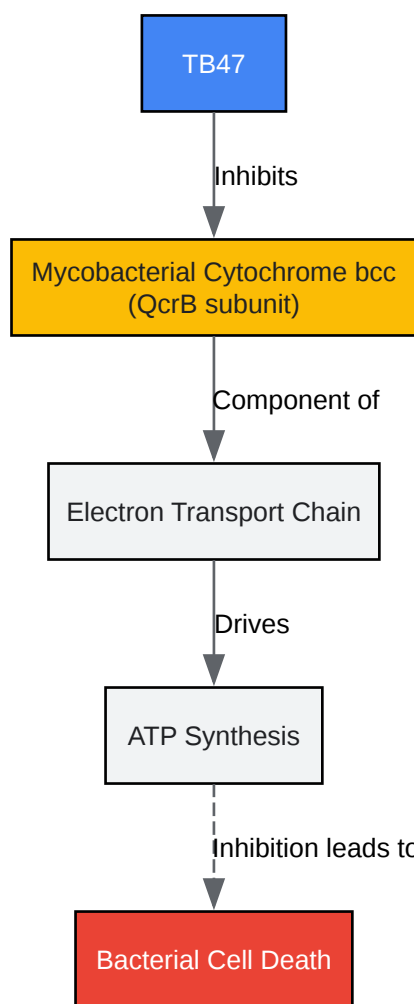 TB47
Inhibits
Mycobacterial Cytochrome bcc
(QcrB subunit)
Component of
Electron Transport Chain
Drives
ATP Synthesis
Inhibition leads to
Bacterial Cell Death